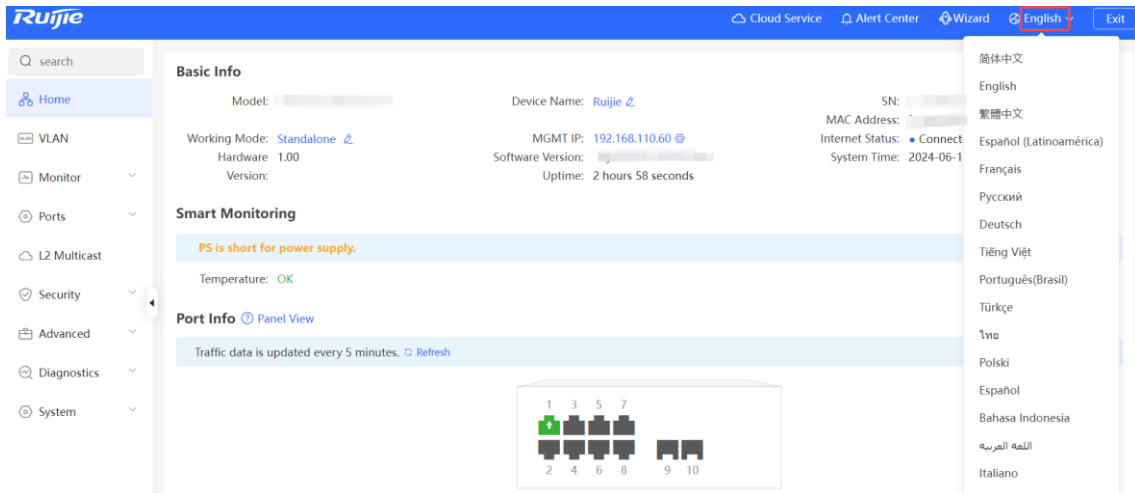 Ruijie
Cloud Service Alert Center Wizard English Exit
search
Home
VLAN
Monitor
Ports
L2 Multicast
Security
Advanced
Diagnostics
System
Basic Info
Model:
Device Name: Ruijie
SN:
MAC Address:
Working Mode: Standalone
MGMT IP: 192.168.110.60
Internet Status: Connect
Hardware Version: 1.00
Software Version:
System Time: 2024-06-1
Uptime: 2 hours 58 seconds
Smart Monitoring
PS is short for power supply.
Temperature: OK
Port Info Panel View
Traffic data is updated every 5 minutes. Refresh
1 3 5 7
2 4 6 8 9 10
简体中文
English
繁體中文
Español (Latinoamérica)
Français
Русский
Deutsch
Tiếng Việt
Português(Brasil)
Türkçe
ไทย
Polski
Español
Bahasa Indonesia
اللغة العربية
Italiano